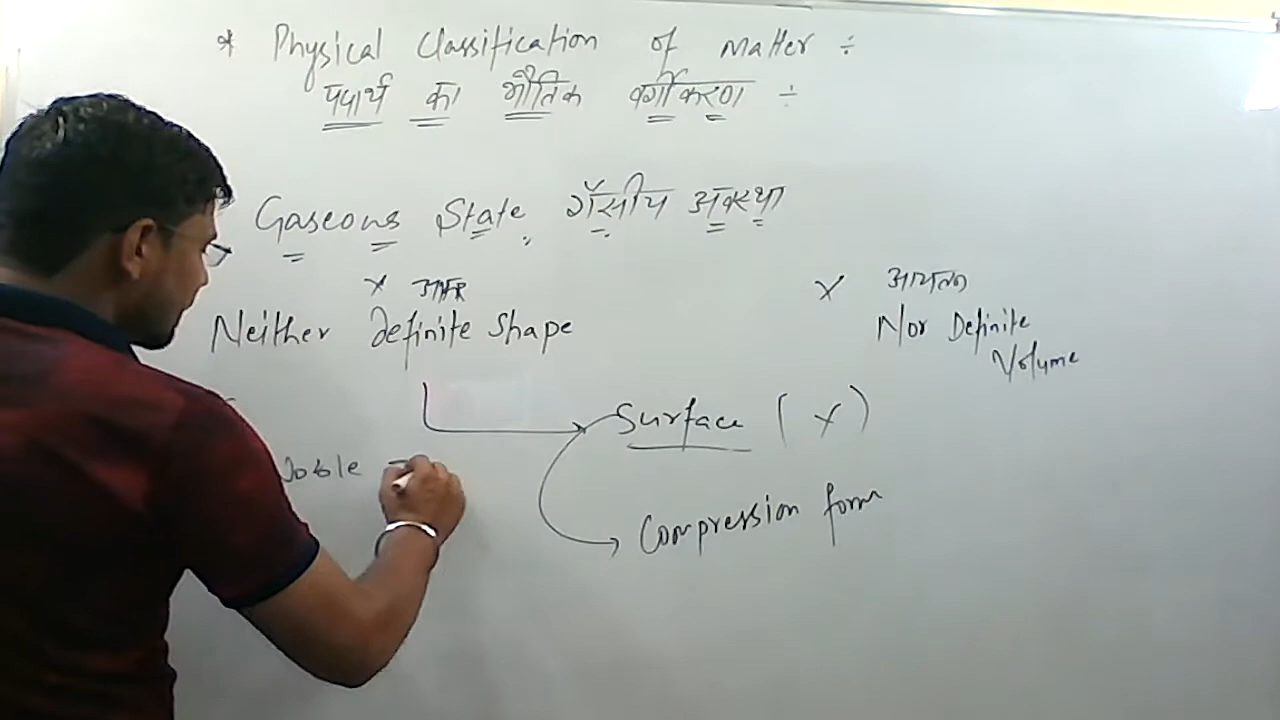 * Physical Classification of matter ÷
पदार्थ का भौतिक वर्गीकरण ÷
Gaseous State, गैसीय अवस्था
x आकार x आयतन
Neither definite shape Nor Definite
Volume
Surface ( x )
Compression form